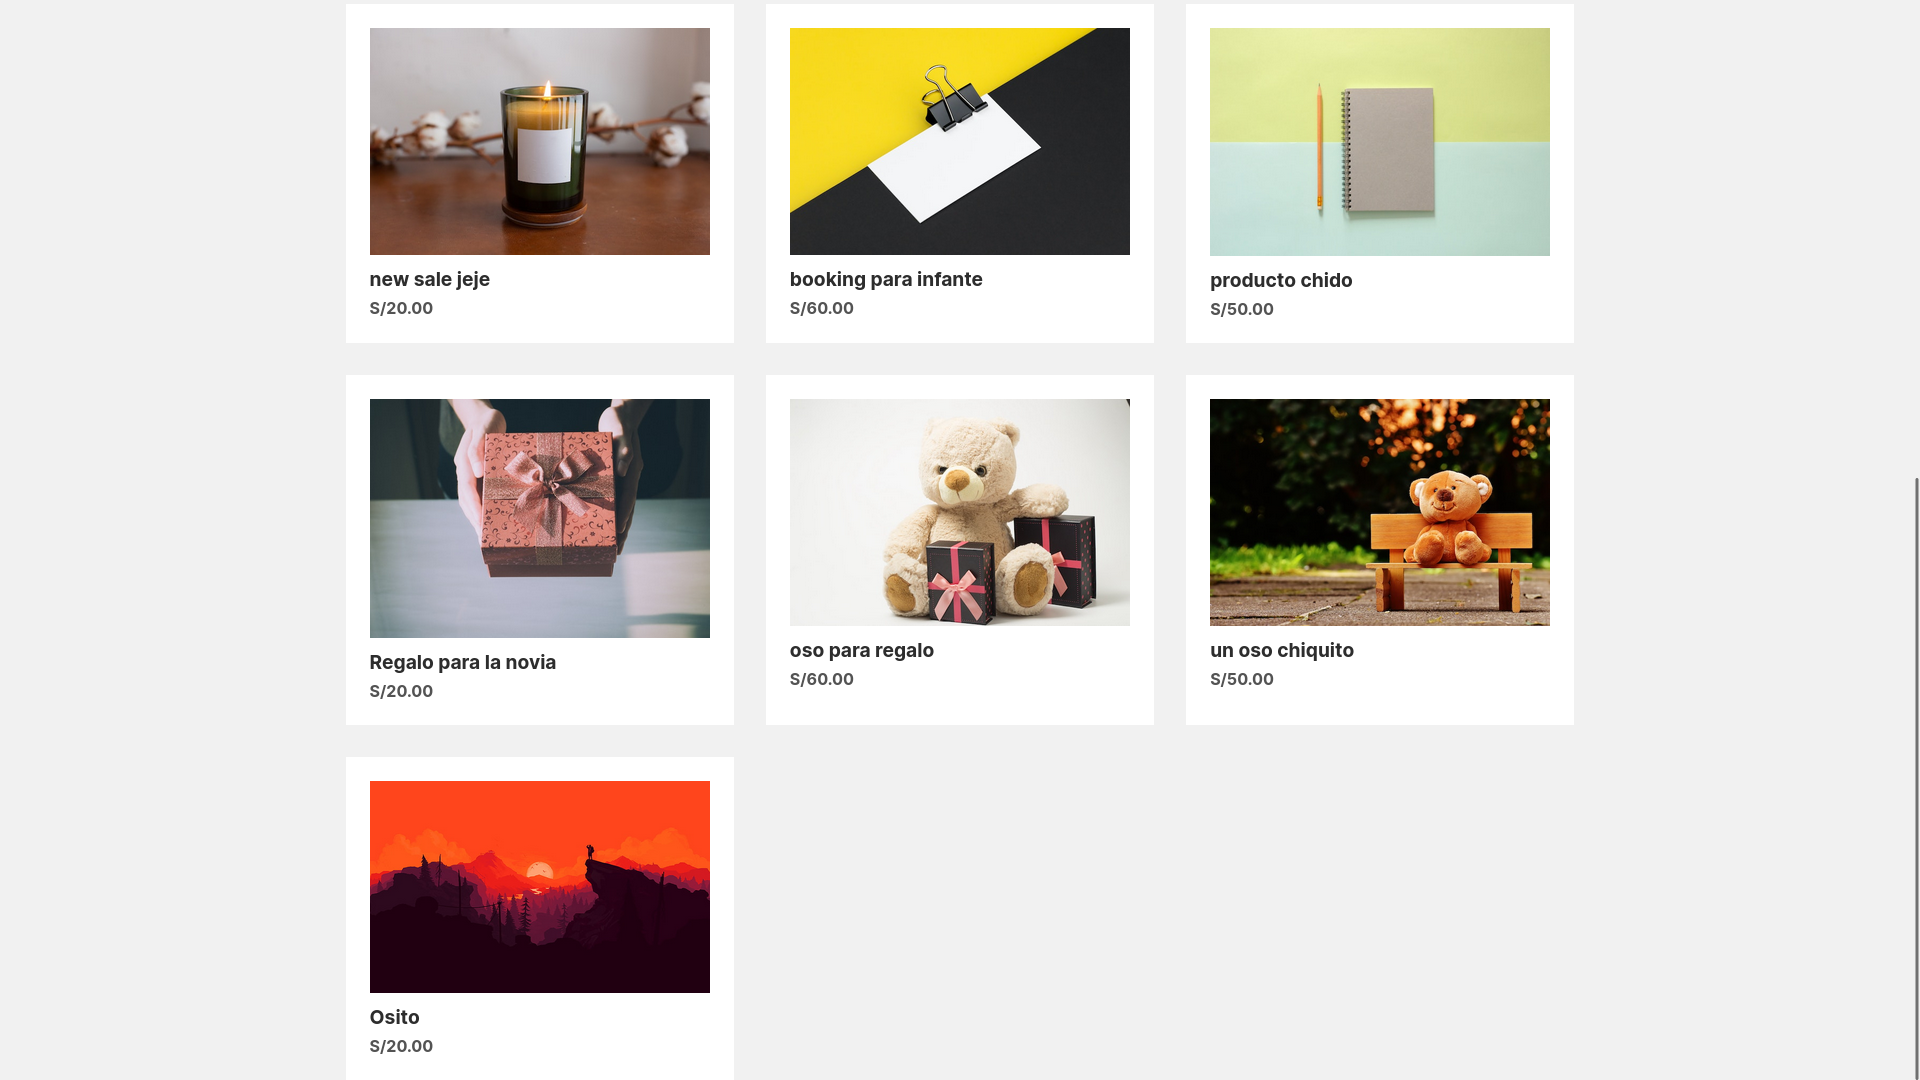 new sale jeje
S/20.00
booking para infante
S/60.00
producto chido
S/50.00
Regalo para la novia
S/20.00
oso para regalo
S/60.00
un oso chiquito
S/50.00
Osito
S/20.00